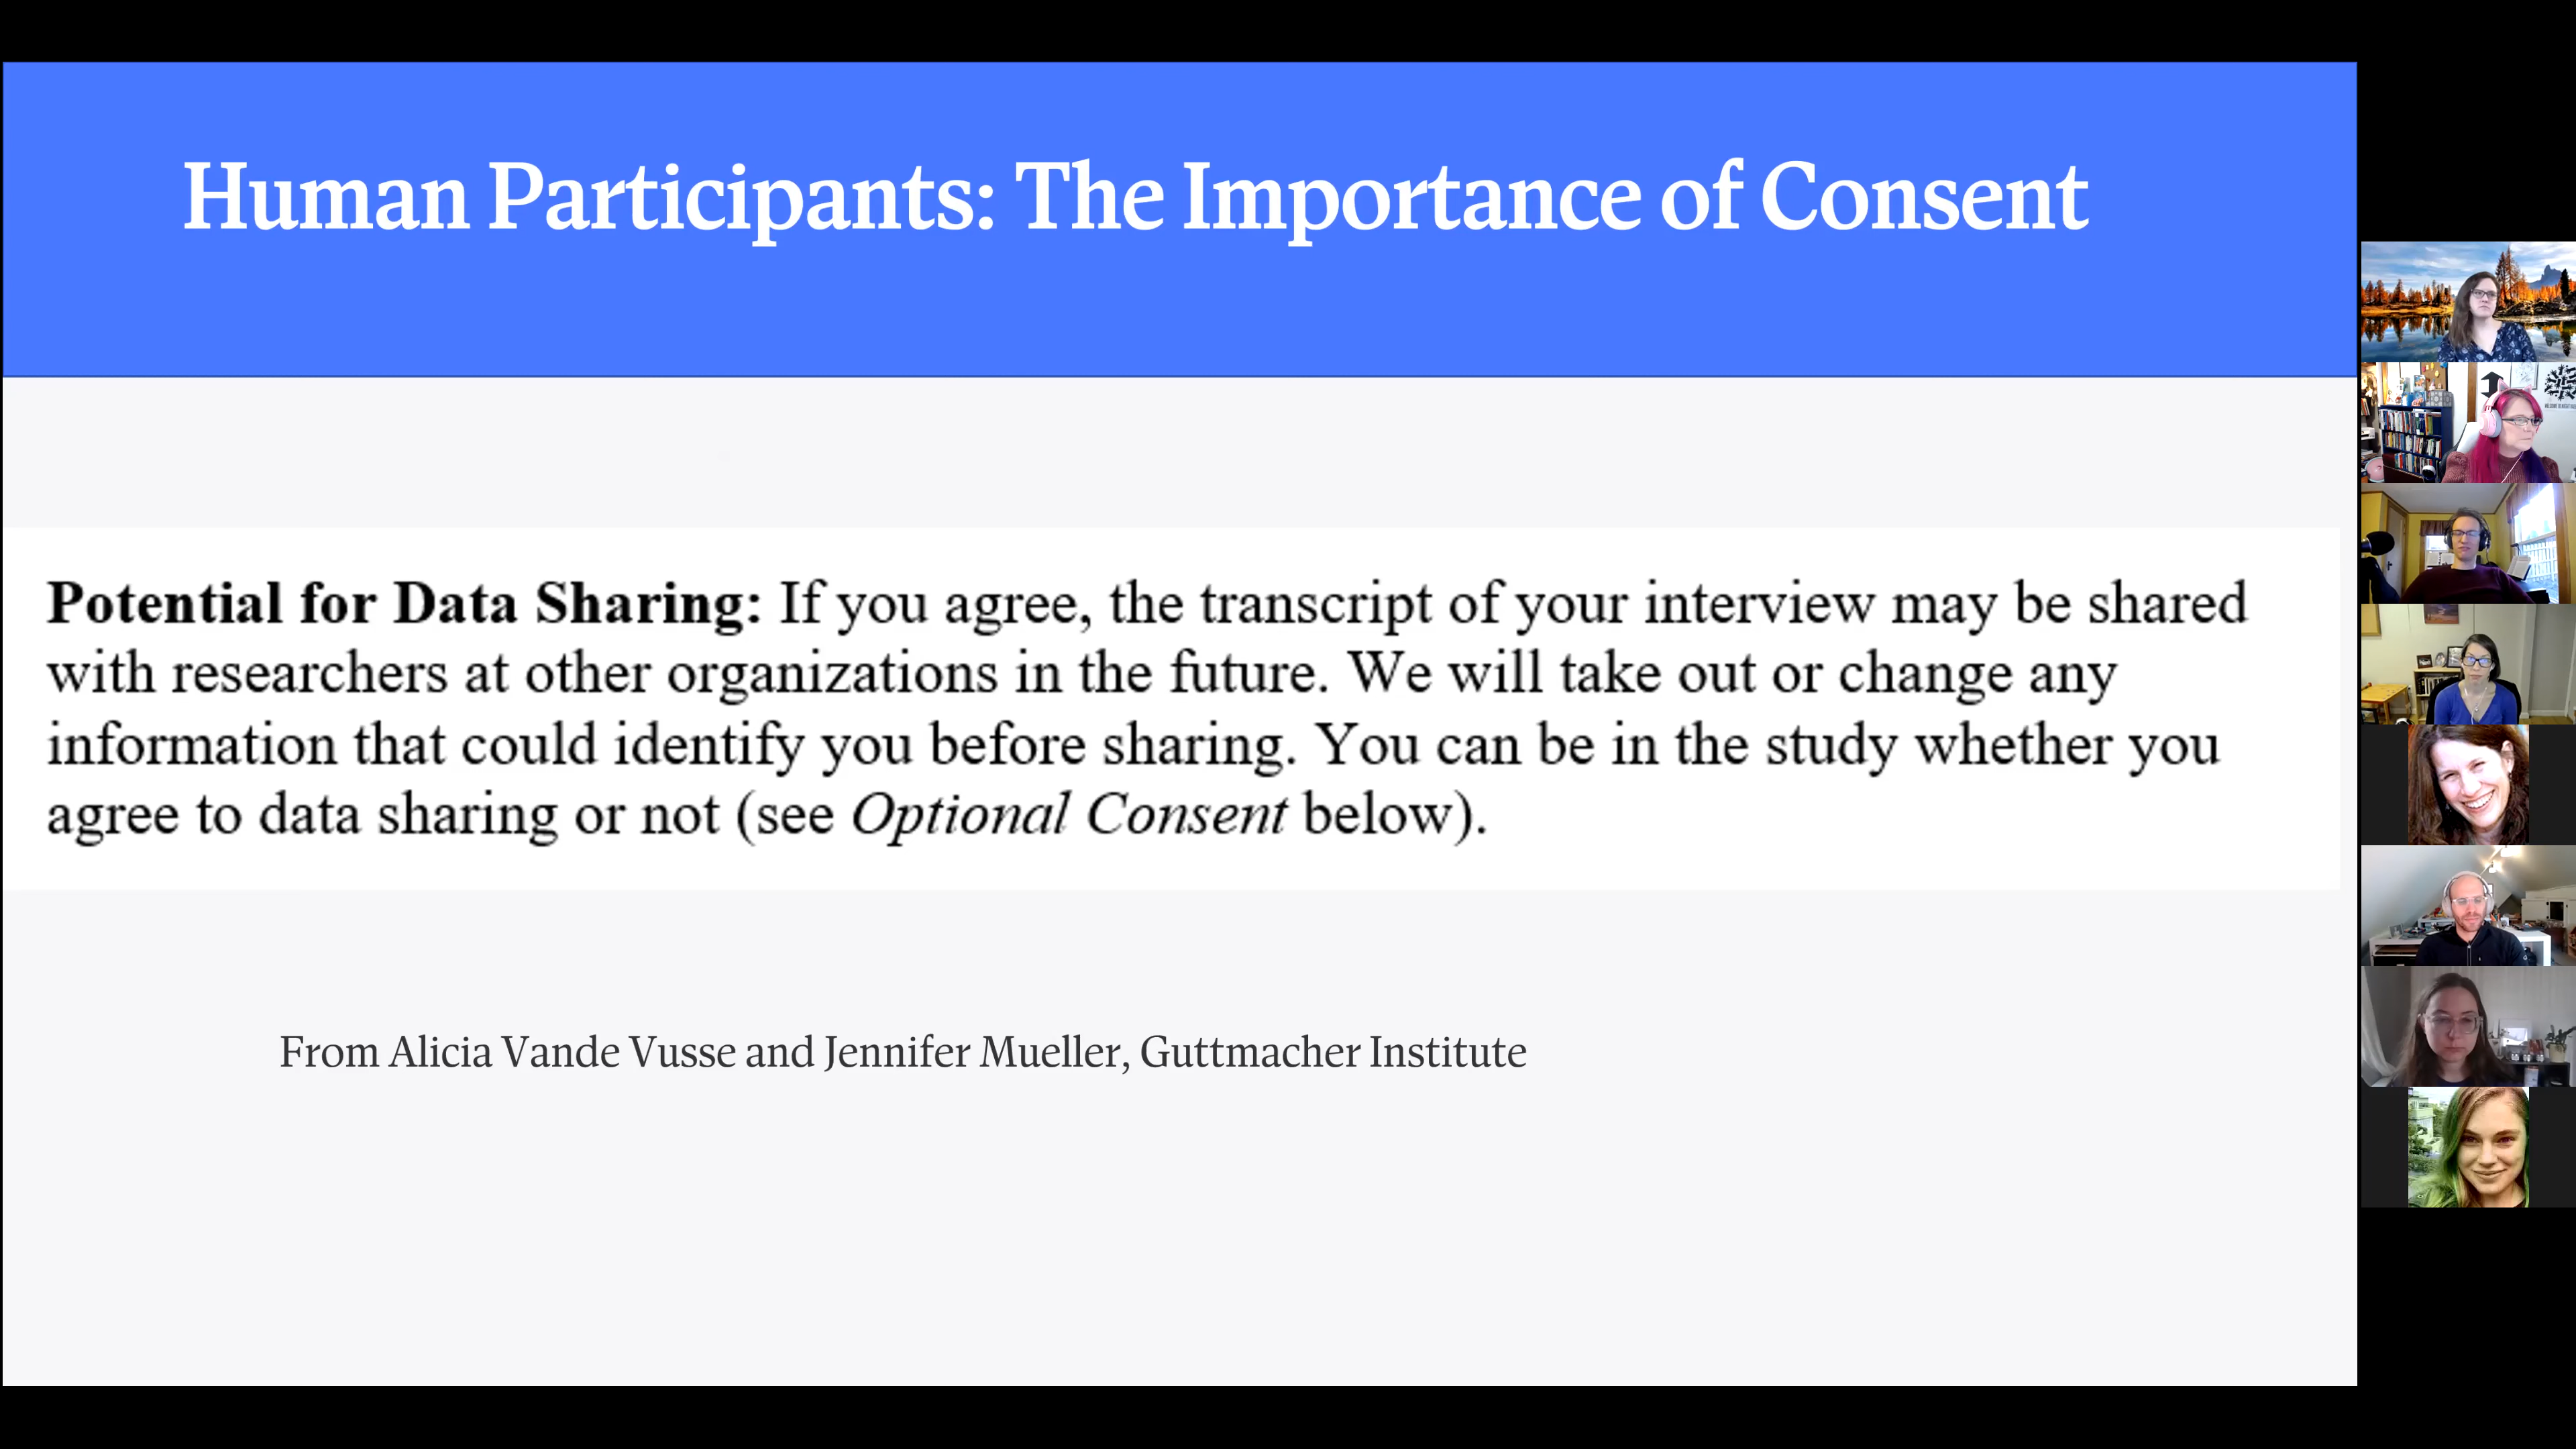 Human Participants: The Importance of Consent
Potential for Data Sharing: If you agree, the transcript of your interview may be shared
with researchers at other organizations in the future. We will take out or change any
information that could identify you before sharing. You can be in the study whether you
agree to data sharing or not (see Optional Consent below).
From Alicia Vande Vusse and Jennifer Mueller, Guttmacher Institute